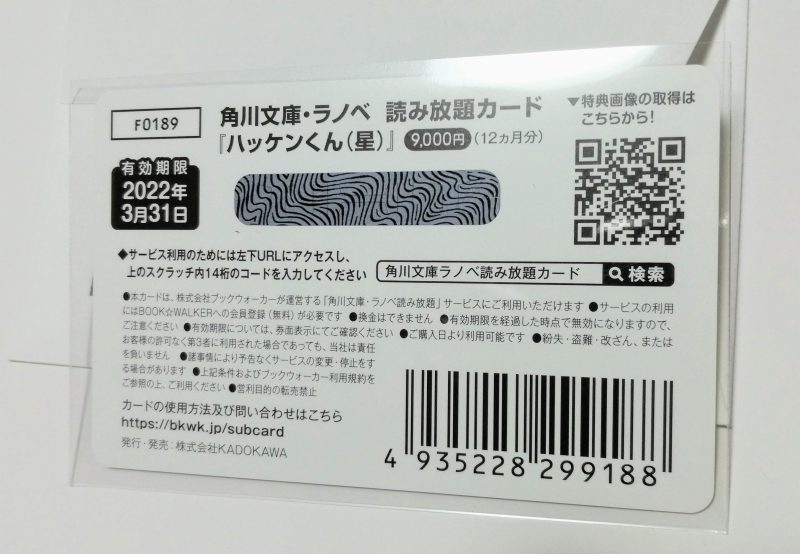 F0189
角川文庫・ラノベ 読み放題カード
『ハッケンくん（星）』 9,000円（12ヵ月分）
▼特典画像の取得は
こちらから!
有効期限
2022年
3月31日
◆サービス利用のためには左下URLにアクセスし、
上のスクラッチ内14桁のコードを入力してください
角川文庫ラノベ読み放題カード 検索
●本カードは、株式会社ブックウォーカーが運営する「角川文庫・ラノベ読み放題」サービスにご利用いただけます ●サービスの利用
にはBOOK☆WALKERへの会員登録（無料）が必要です ●換金はできません ●有効期限を経過した時点で無効になりますので、
ご注意ください ●有効期限については、券面表示にてご確認ください ●ご購入日より利用可能です ●紛失・盗難・改ざん、または
お客様の許可なく第3者に利用された場合であっても、当社は責任
を負いません ●諸事情により予告なくサービスの変更・停止をす
る場合があります ●上記条件およびブックウォーカー利用規約を
ご参照の上、ご利用ください ●営利目的の転売禁止
カードの使用方法及び問い合わせはこちら
https://bkwk.jp/subcard
発行・発売：株式会社KADOKAWA
4 935228 299188